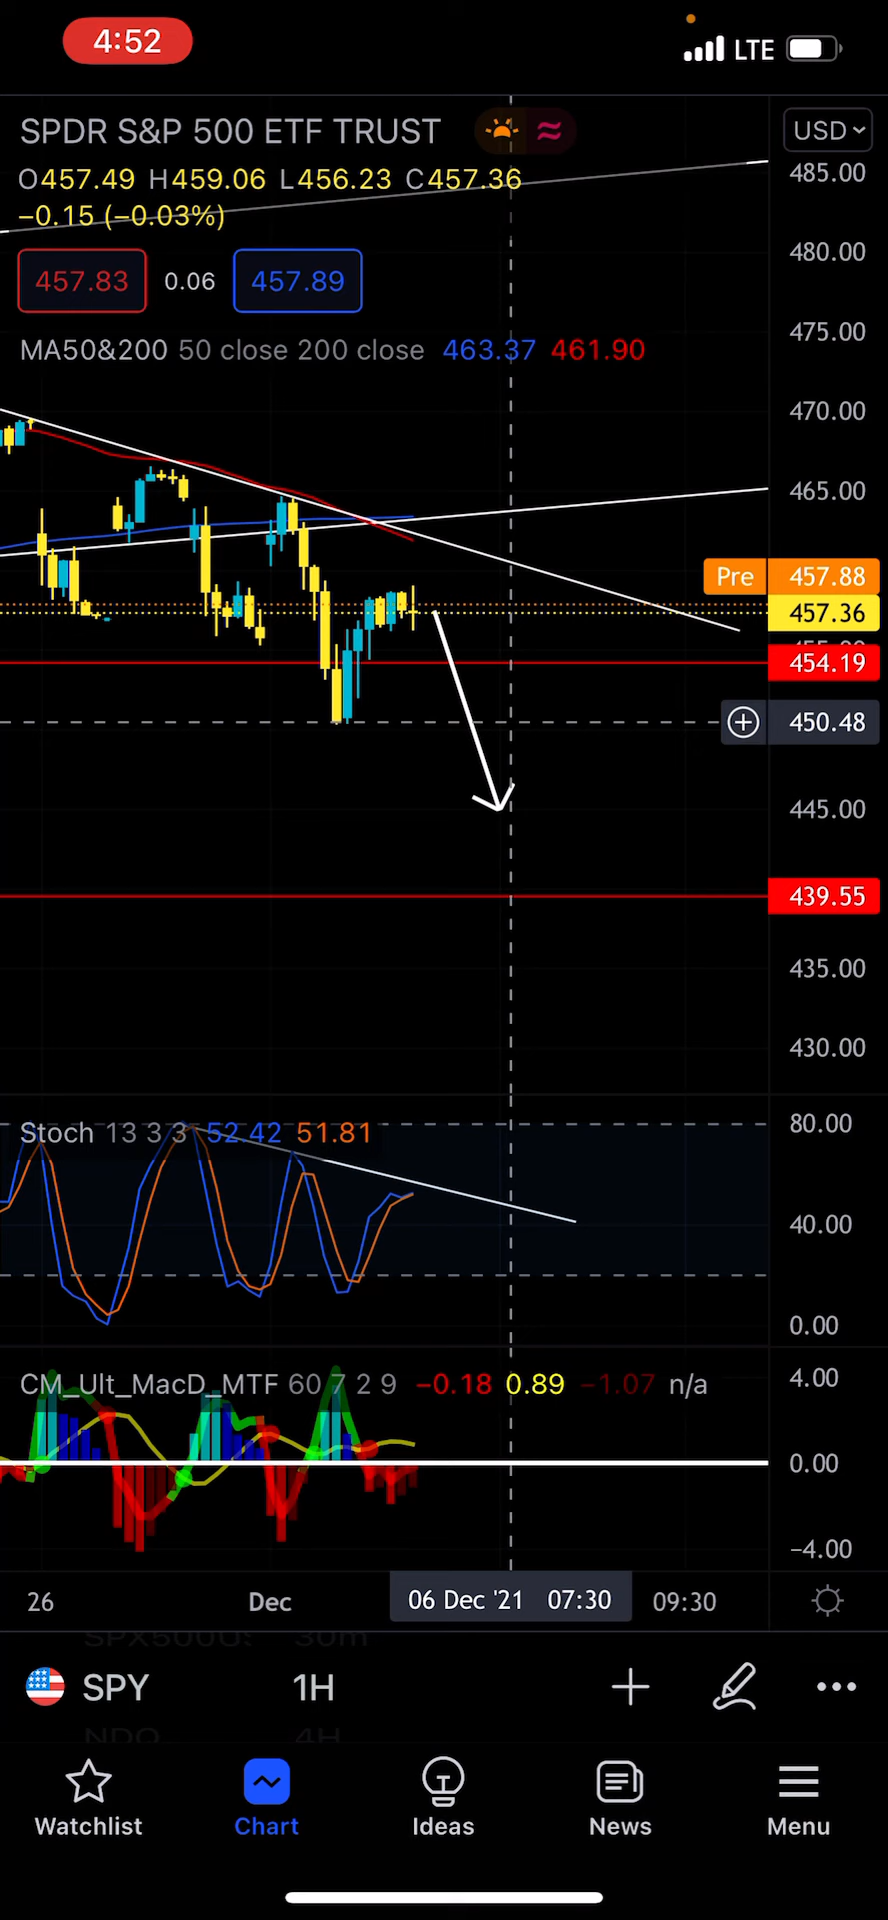 4:52 LTE
SPDR S&P 500 ETF TRUST USD
O457.49 H459.06 L456.23 C457.36
−0.15 (−0.03%)
485.00
480.00
457.83 0.06 457.89
475.00
MA50&200 50 close 200 close 463.37 461.90
470.00
465.00
Pre 457.88
457.36
454.19
450.48
445.00
439.55
435.00
430.00
Stoch 13 3 3 52.42 51.81 80.00
40.00
0.00
CM_Ult_MacD_MTF 60 7 2 9 −0.18 0.89 −1.07 n/a 4.00
0.00
−4.00
26 Dec 06 Dec '21 07:30 09:30
30m
SPY 1H
NDQ 4H
Watchlist Chart Ideas News Menu